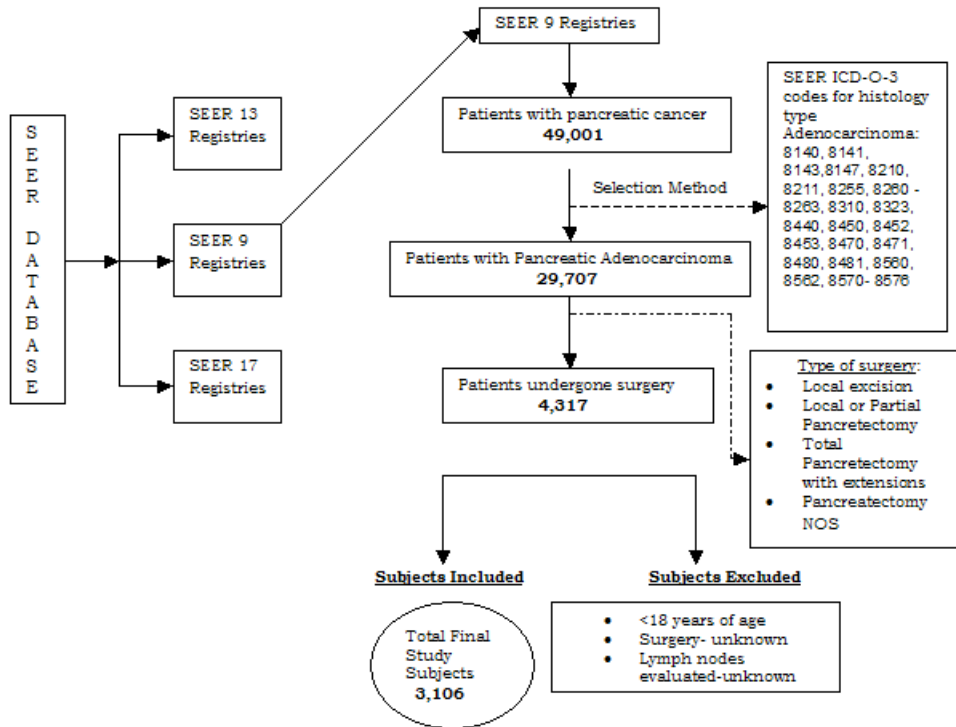 SEER DATABASE
SEER 13
Registries
SEER 9
Registries
SEER 17
Registries
SEER 9 Registries
Patients with pancreatic cancer
49,001
Selection Method
SEER ICD-O-3
codes for histology
type
Adenocarcinoma:
8140, 8141,
8143,8147, 8210,
8211, 8255, 8260 -
8263, 8310, 8323,
8440, 8450, 8452,
8453, 8470, 8471,
8480, 8481, 8560,
8562, 8570- 8576
Patients with Pancreatic Adenocarcinoma
29,707
Patients undergone surgery
4,317
Type of surgery:
• Local excision
• Local or Partial
Pancretectomy
• Total
Pancretectomy
with extensions
• Pancreatectomy
NOS
Subjects Included
Total Final
Study
Subjects
3,106
Subjects Excluded
• <18 years of age
• Surgery- unknown
• Lymph nodes
evaluated-unknown